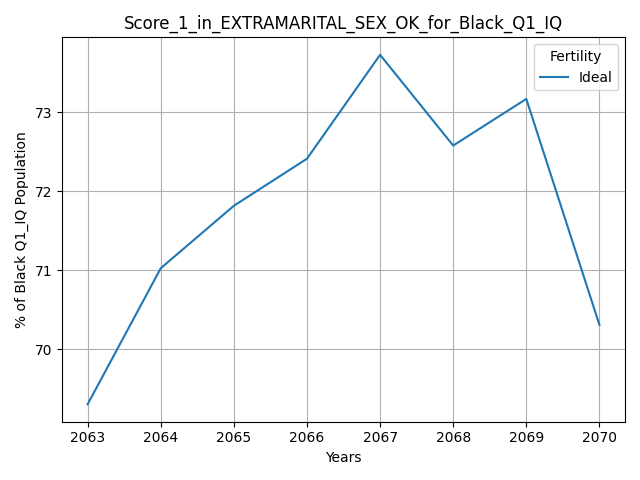 Score_1_in_EXTRAMARITAL_SEX_OK_for_Black_Q1_IQ
Fertility
Ideal
% of Black Q1_IQ Population
73
72
71
70
2063 2064 2065 2066 2067 2068 2069 2070
Years